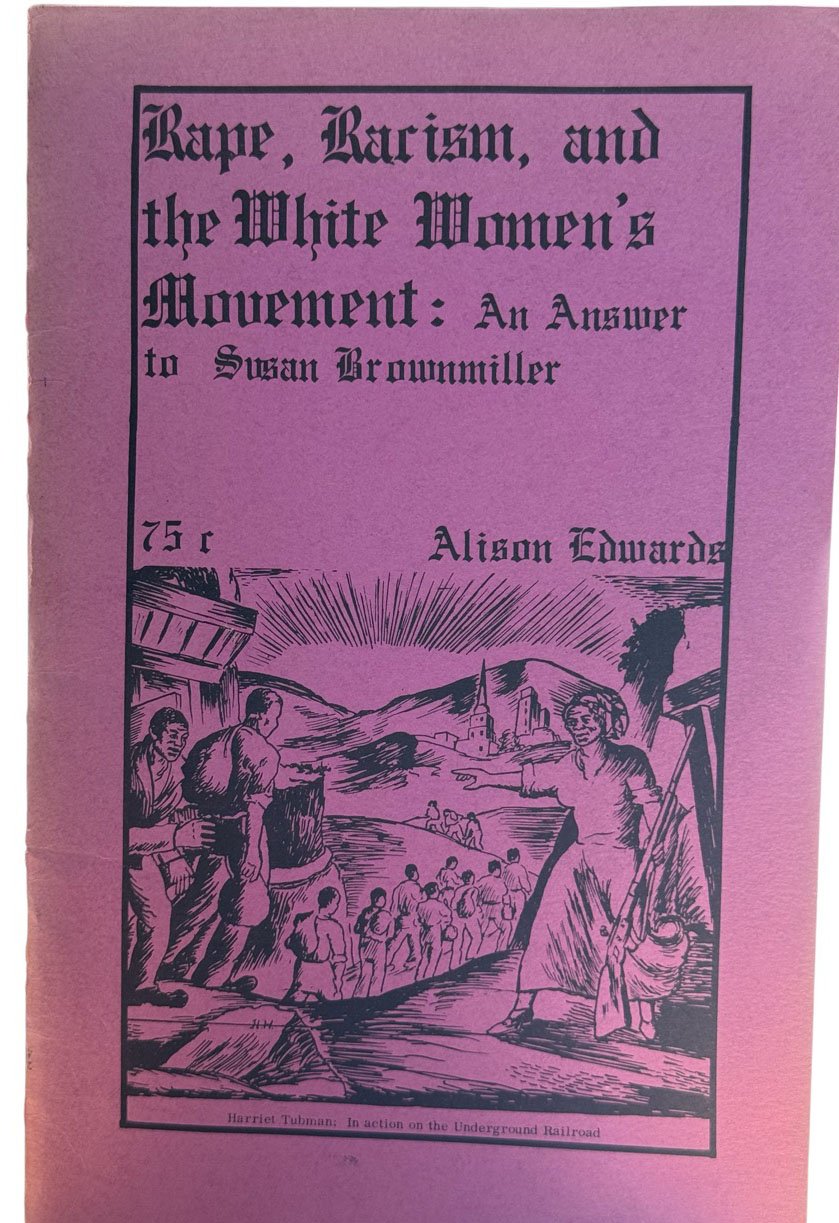 Rape, Racism, and
the White Women's
Movement: An Answer
to Susan Brownmiller
75 c
Alison Edwards
HH
Harriet Tubman: In action on the Underground Railroad